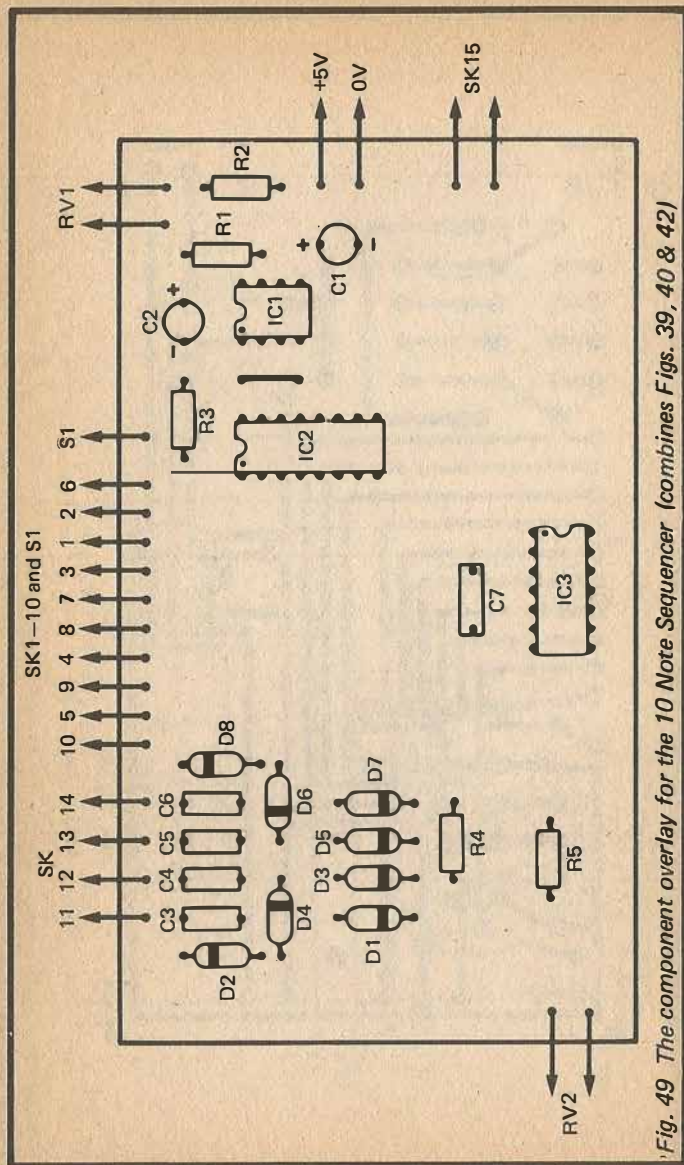 SK1–10 and S1
SK
11 12 13 14 10 5 9 4 8 7 3 1 2 6 S1 RV1
C3 C4 C5 C6 D8 R3 C2 − + R1 R2
D2 D4 D6 IC2 IC1 + − C1
+5V
0V
D1 D3 D5 D7
R4 C7 SK15
R5 IC3
RV2
Fig. 49 The component overlay for the 10 Note Sequencer (combines Figs. 39, 40 & 42)